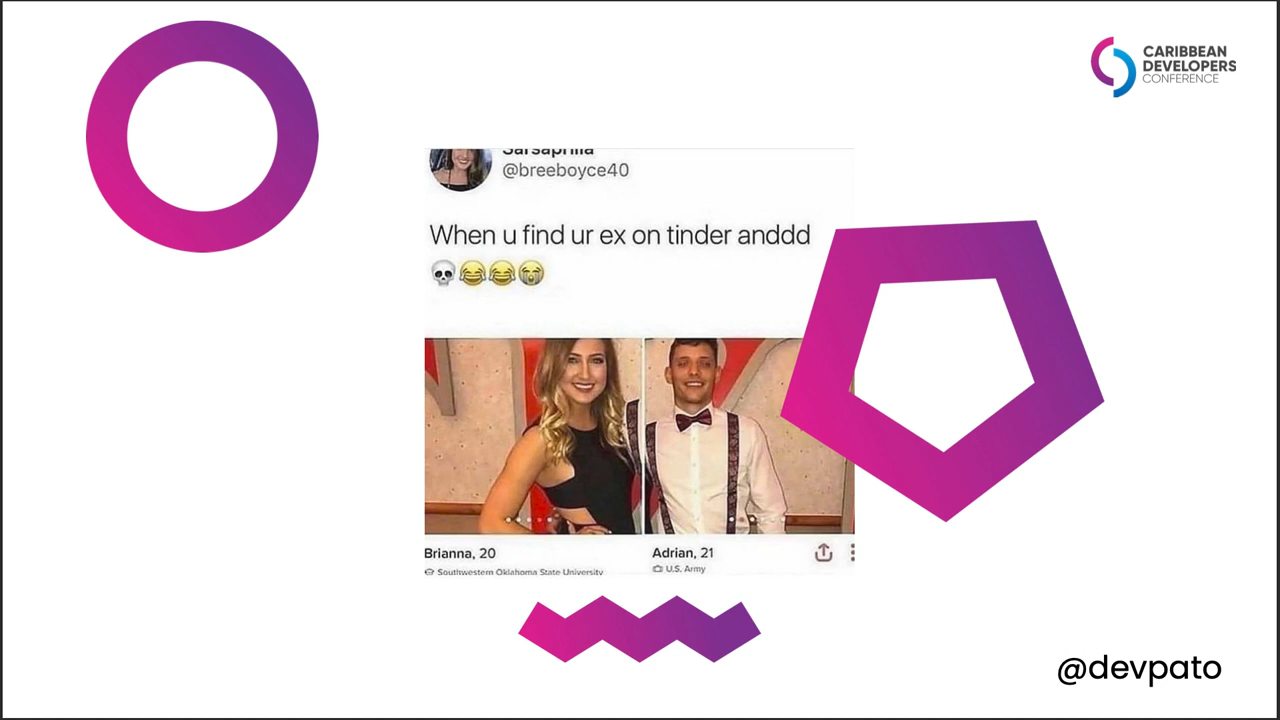 CARIBBEAN
DEVELOPERS
CONFERENCE
Sarsaprilla
@breeboyce40
When u find ur ex on tinder anddd
💀😂😂😭
Brianna, 20
Adrian, 21
Southwestern Oklahoma State University
U.S. Army
@devpato